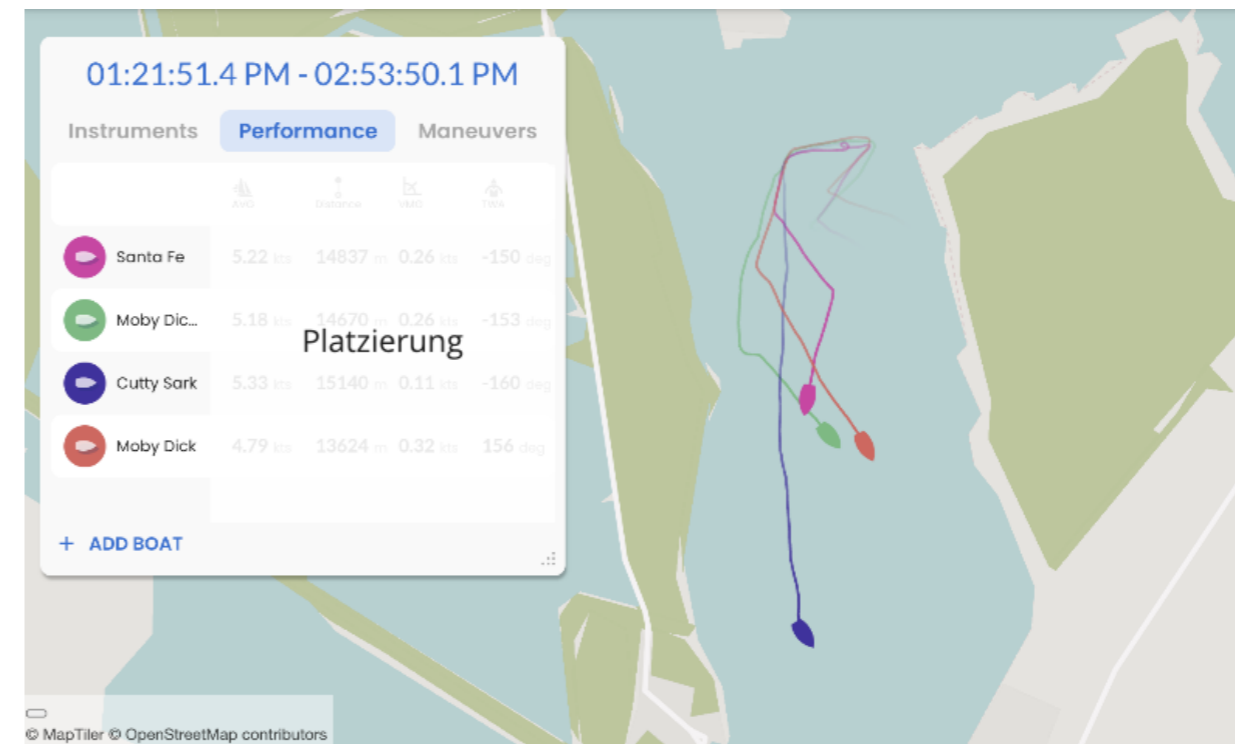 01:21:51.4 PM - 02:53:50.1 PM
Instruments Performance Maneuvers
AVG Distance VMG TWA
Santa Fe 5.22 kts 14837 m 0.26 kts -150 deg
Moby Dic... 5.18 kts 14670 m 0.26 kts -153 deg
Platzierung
Cutty Sark 5.33 kts 15140 m 0.11 kts -160 deg
Moby Dick 4.79 kts 13624 m 0.32 kts 156 deg
+ ADD BOAT
© MapTiler © OpenStreetMap contributors